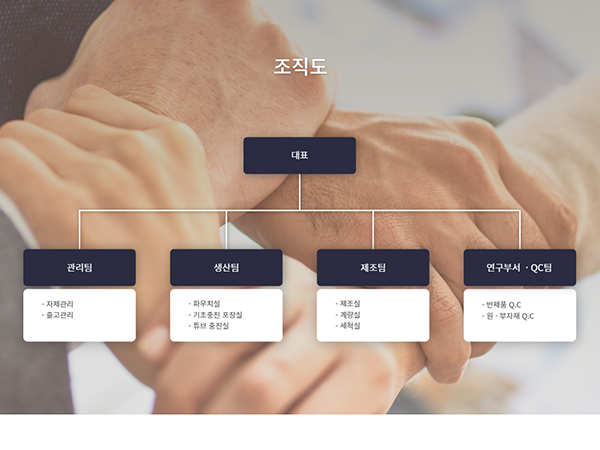 조직도
대표
관리팀
생산팀
제조팀
연구부서 · QC팀
- 자재관리
- 출고관리
- 파우치실
- 기초충진 포장실
- 튜브 충진실
- 제조실
- 계량실
- 세척실
- 반제품 Q.C
- 원 · 부자재 Q.C